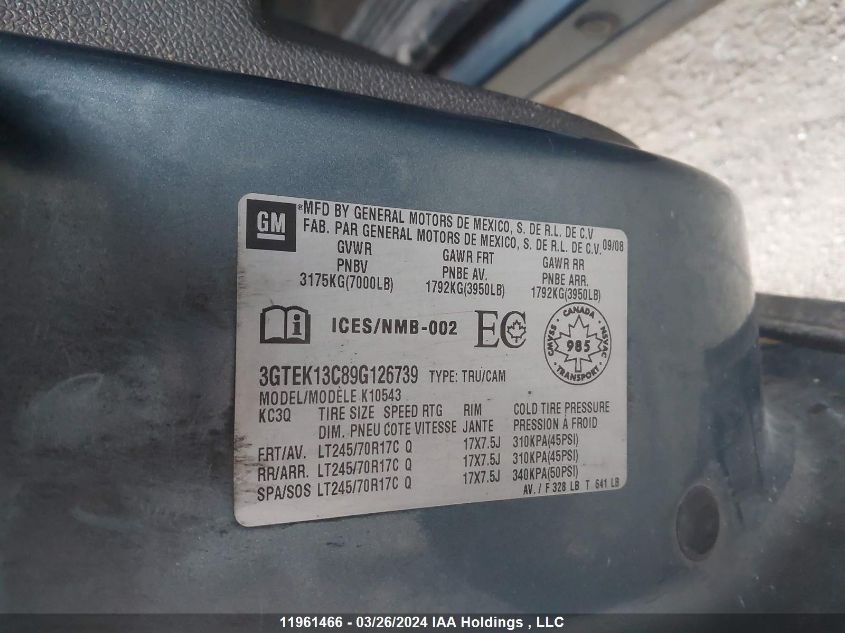 GM
®MFD BY GENERAL MOTORS DE MEXICO, S. DE R.L. DE C.V
FAB. PAR GENERAL MOTORS DE MEXICO, S. DE R.L. DE C.V. 09/08
GVWR GAWR FRT GAWR RR
PNBV PNBE AV. PNBE ARR.
3175KG(7000LB) 1792KG(3950LB) 1792KG(3950LB)
i ICES/NMB-002 EC
CANADA
CMVSS NSVAC
985
TRANSPORT
3GTEK13C89G126739 TYPE: TRU/CAM
MODEL/MODÈLE K10543
KC3Q TIRE SIZE SPEED RTG RIM COLD TIRE PRESSURE
DIM. PNEU COTE VITESSE JANTE PRESSION À FROID
FRT/AV. LT245/70R17C Q 17X7.5J 310KPA(45PSI)
RR/ARR. LT245/70R17C Q 17X7.5J 310KPA(45PSI)
SPA/SOS LT245/70R17C Q 17X7.5J 340KPA(50PSI)
AV. / F 328 LB T 641 LB
11961466 - 03/26/2024 IAA Holdings , LLC